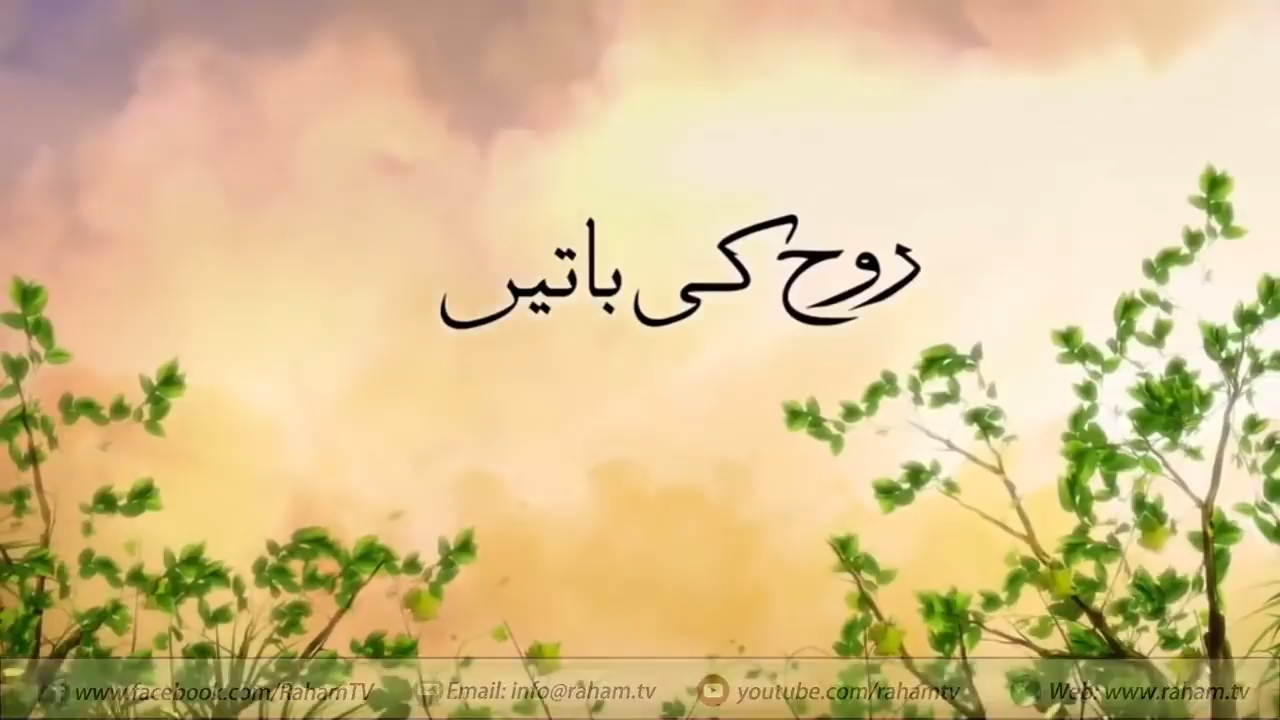 روح کی باتیں
www.facebook.com/RahamTV Email: info@raham.tv youtube.com/rahamtv Web: www.raham.tv